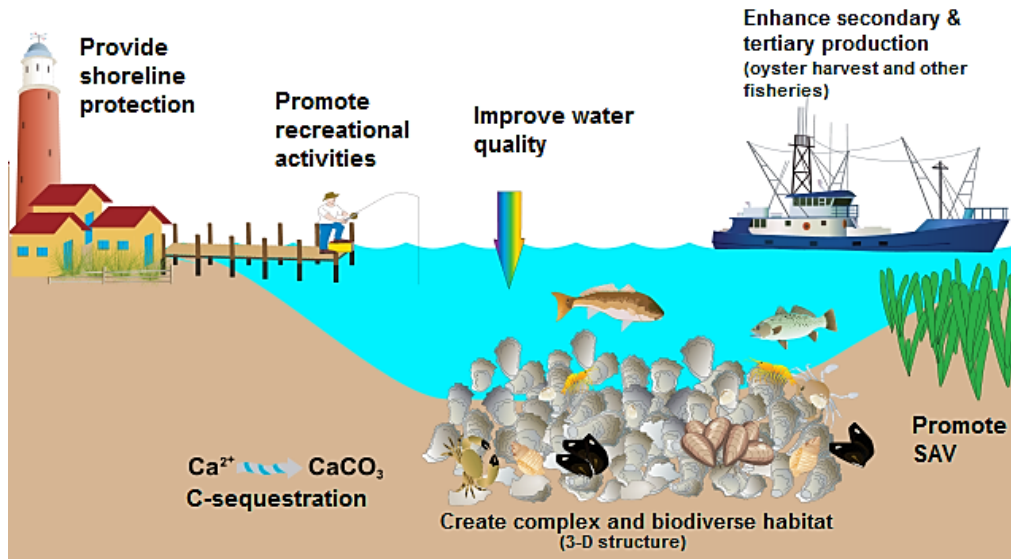 Provide
shoreline
protection
Promote
recreational
activities
Improve water
quality
Enhance secondary &
tertiary production
(oyster harvest and other
fisheries)
Promote
SAV
Ca²⁺ CaCO₃
C-sequestration
Create complex and biodiverse habitat
(3-D structure)